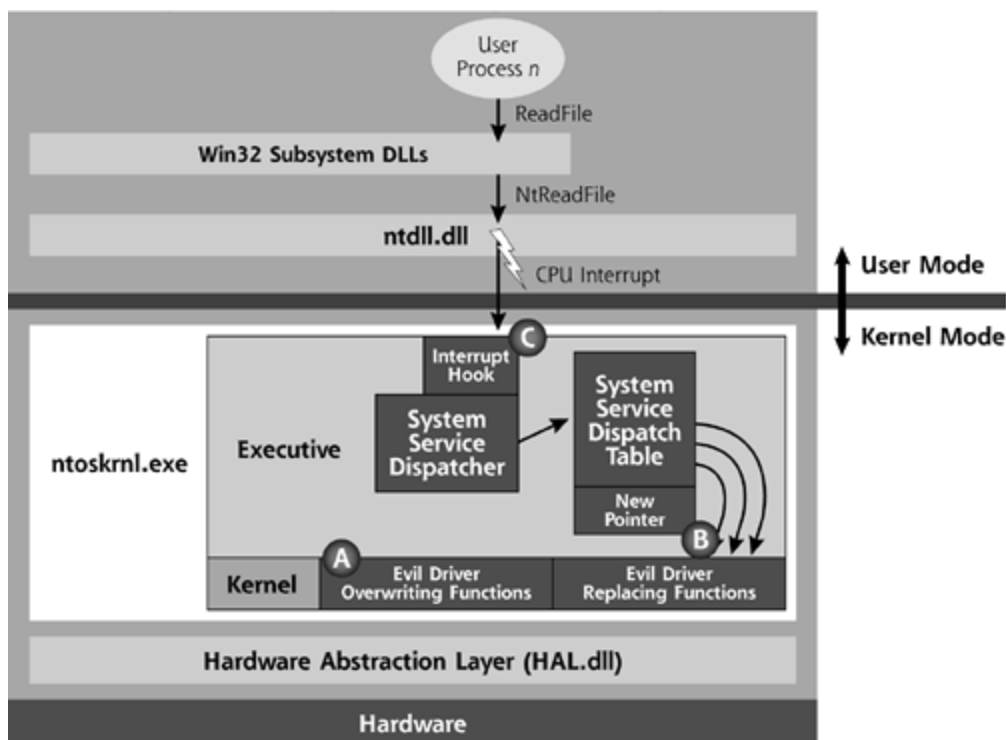 User
Process n
ReadFile
Win32 Subsystem DLLs
NtReadFile
ntdll.dll
CPU Interrupt
User Mode
Kernel Mode
C
Interrupt
Hook
System
Service
Dispatcher
System
Service
Dispatch
Table
Executive
ntoskrnl.exe
New
Pointer
B
A
Kernel
Evil Driver
Overwriting Functions
Evil Driver
Replacing Functions
Hardware Abstraction Layer (HAL.dll)
Hardware